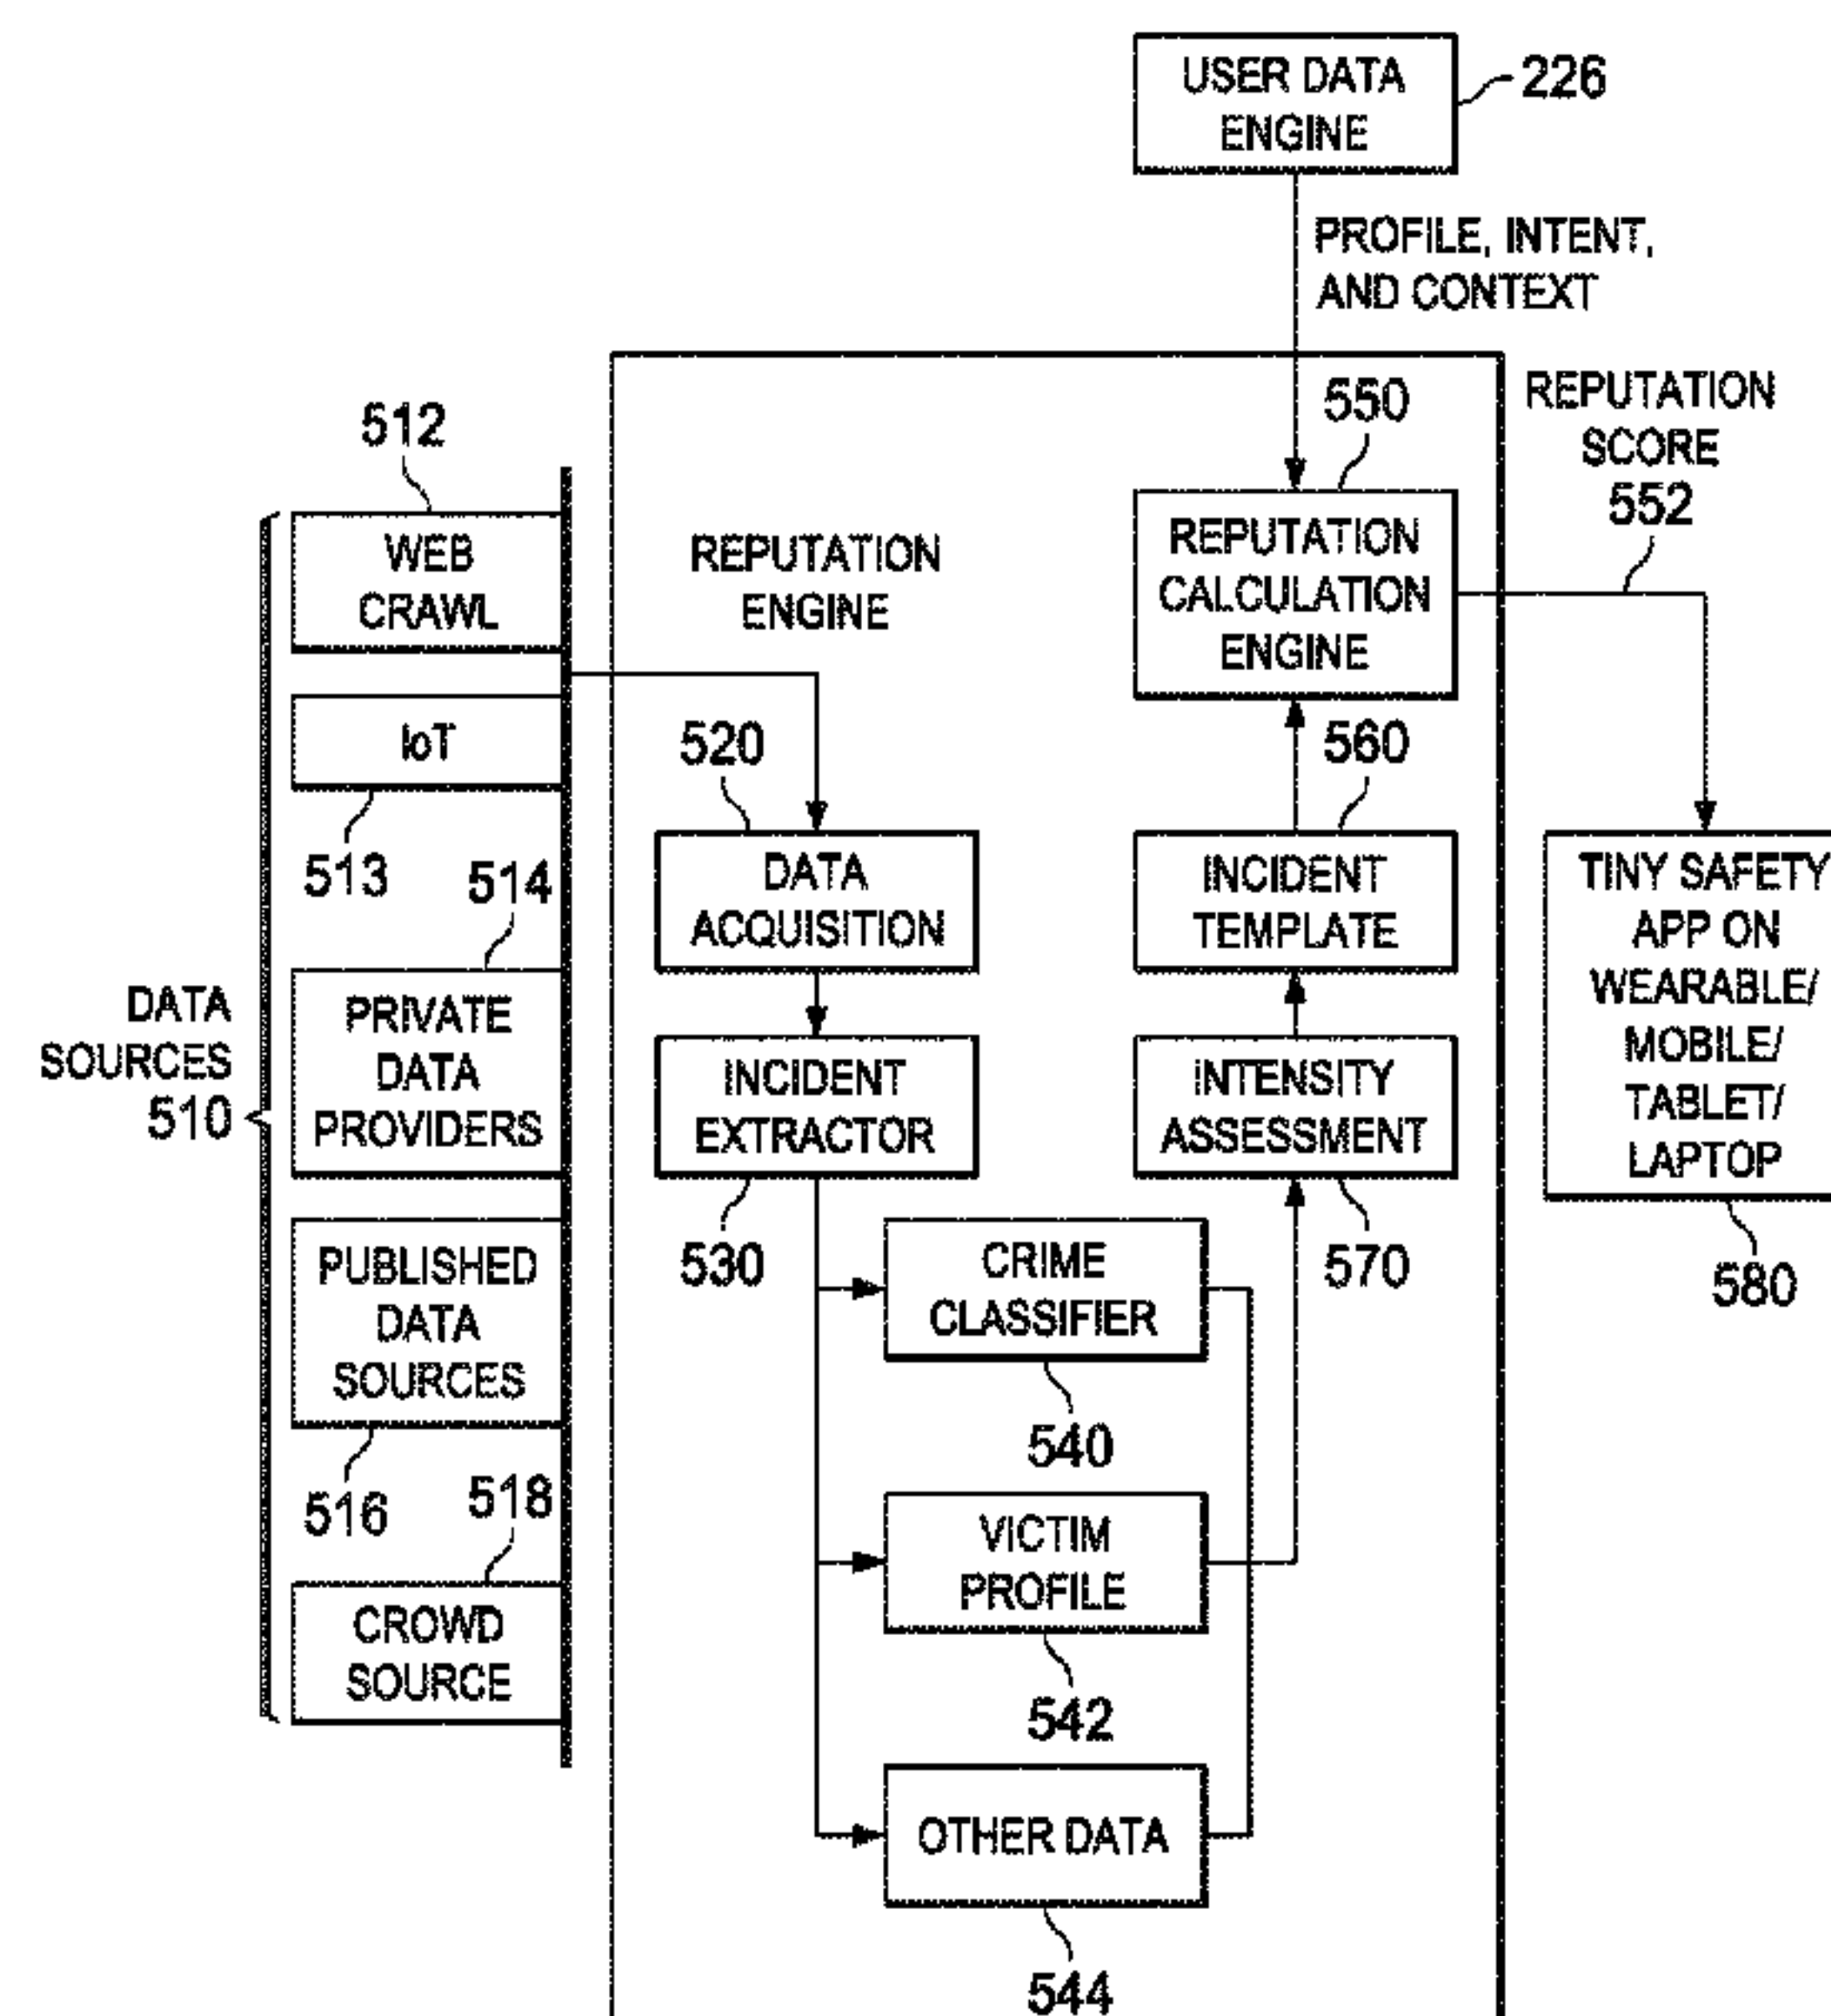 USER DATA
ENGINE
226
PROFILE, INTENT,
AND CONTEXT
512
WEB
CRAWL
IoT
513
514
DATA
SOURCES
510
PRIVATE
DATA
PROVIDERS
PUBLISHED
DATA
SOURCES
516
518
CROWD
SOURCE
REPUTATION
ENGINE
520
DATA
ACQUISITION
INCIDENT
EXTRACTOR
530
CRIME
CLASSIFIER
540
VICTIM
PROFILE
542
OTHER DATA
544
550
REPUTATION
CALCULATION
ENGINE
560
INCIDENT
TEMPLATE
INTENSITY
ASSESSMENT
570
REPUTATION
SCORE
552
TINY SAFETY
APP ON
WEARABLE/
MOBILE/
TABLET/
LAPTOP
580